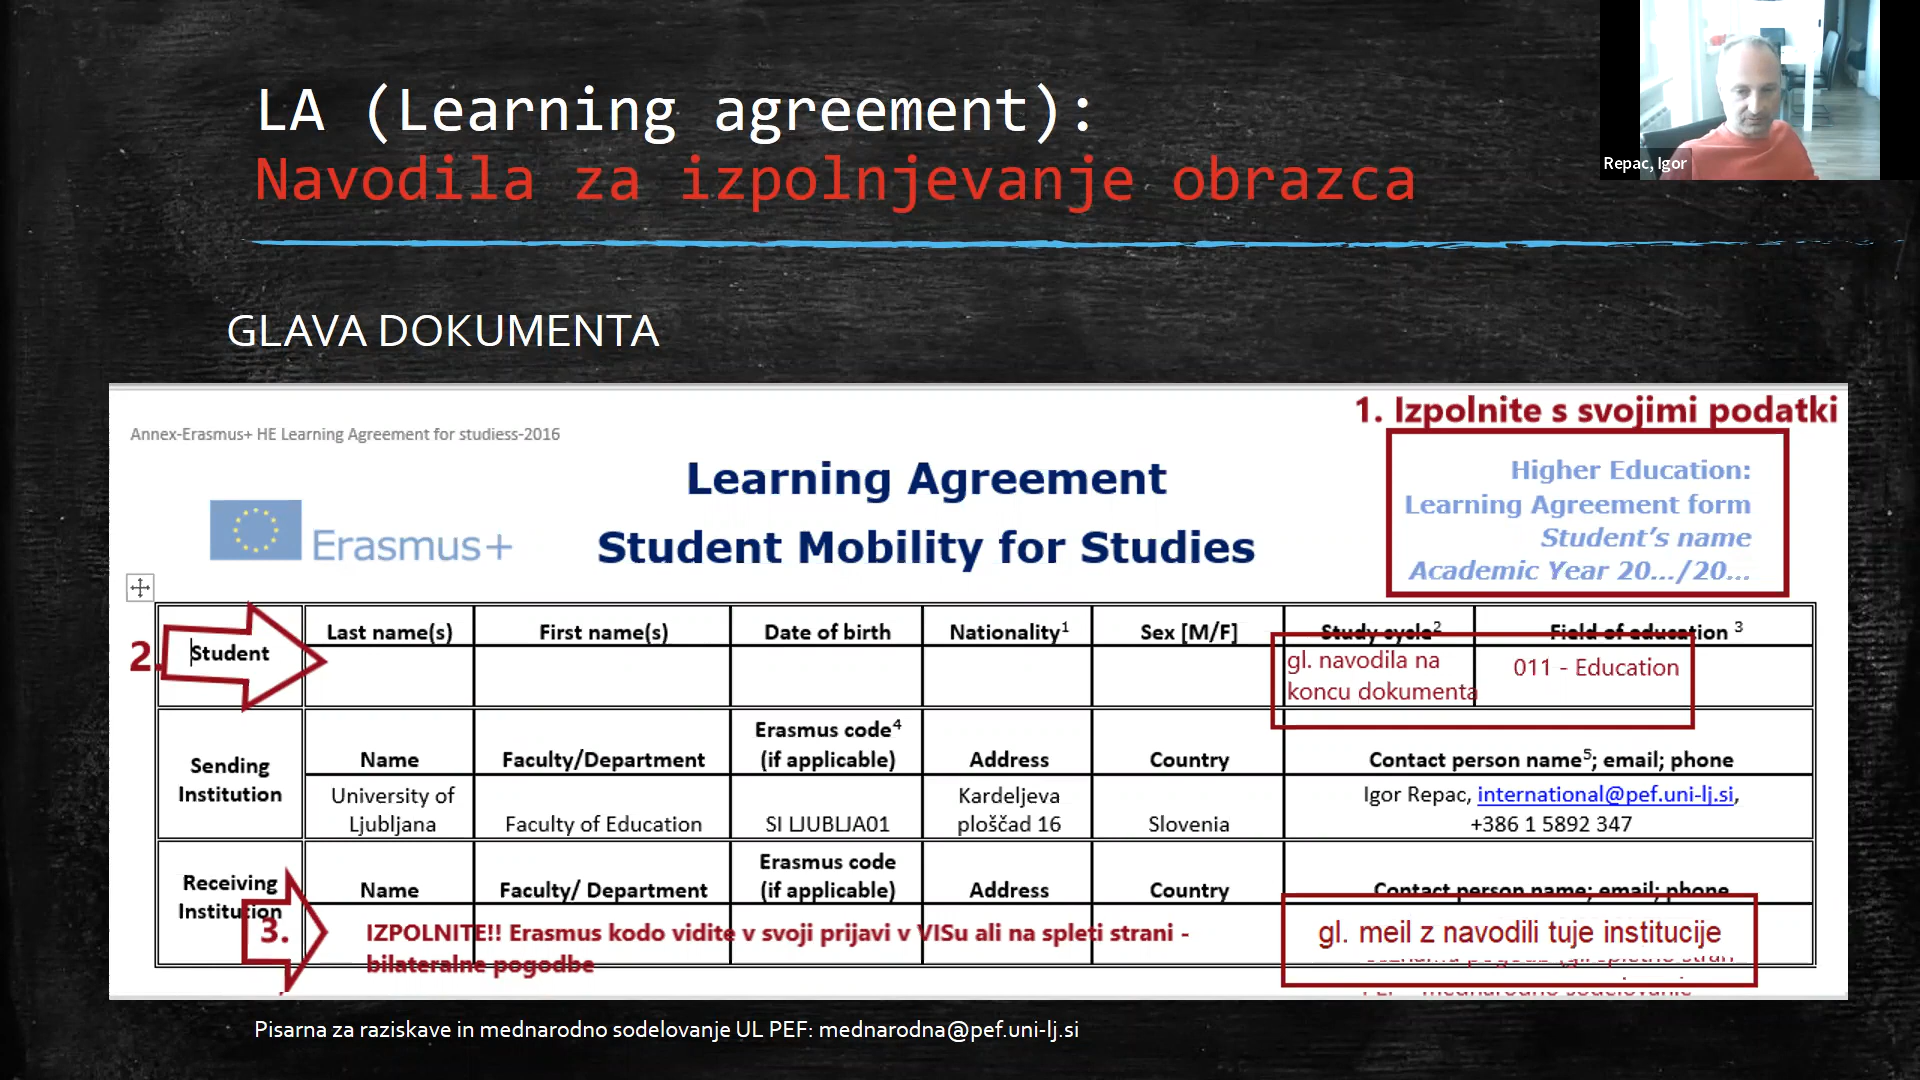 LA (Learning agreement):
Navodila za izpolnjevanje obrazca
Repac, Igor
GLAVA DOKUMENTA
1. Izpolnite s svojimi podatki
Annex-Erasmus+ HE Learning Agreement for studiess-2016
Higher Education:
Learning Agreement form
Student’s name
Academic Year 20…/20…
Learning Agreement
Student Mobility for Studies
Erasmus+
2.
Student
Last name(s) First name(s) Date of birth Nationality1 Sex [M/F] Study cycle2 Field of education 3
gl. navodila na
koncu dokumenta
011 - Education
Sending
Institution
Name Faculty/Department Erasmus code4
(if applicable) Address Country Contact person name5; email; phone
University of
Ljubljana
Faculty of Education
SI LJUBLJA01
Kardeljeva
ploščad 16
Slovenia
Igor Repac, international@pef.uni-lj.si,
+386 1 5892 347
Receiving
Institution
Name Faculty/ Department Erasmus code
(if applicable) Address Country Contact person name; email; phone
3.
IZPOLNITE!! Erasmus kodo vidite v svoji prijavi v VISu ali na spleti strani -
bilateralne pogodbe
gl. meil z navodili tuje institucije
Pisarna za raziskave in mednarodno sodelovanje UL PEF: mednarodna@pef.uni-lj.si